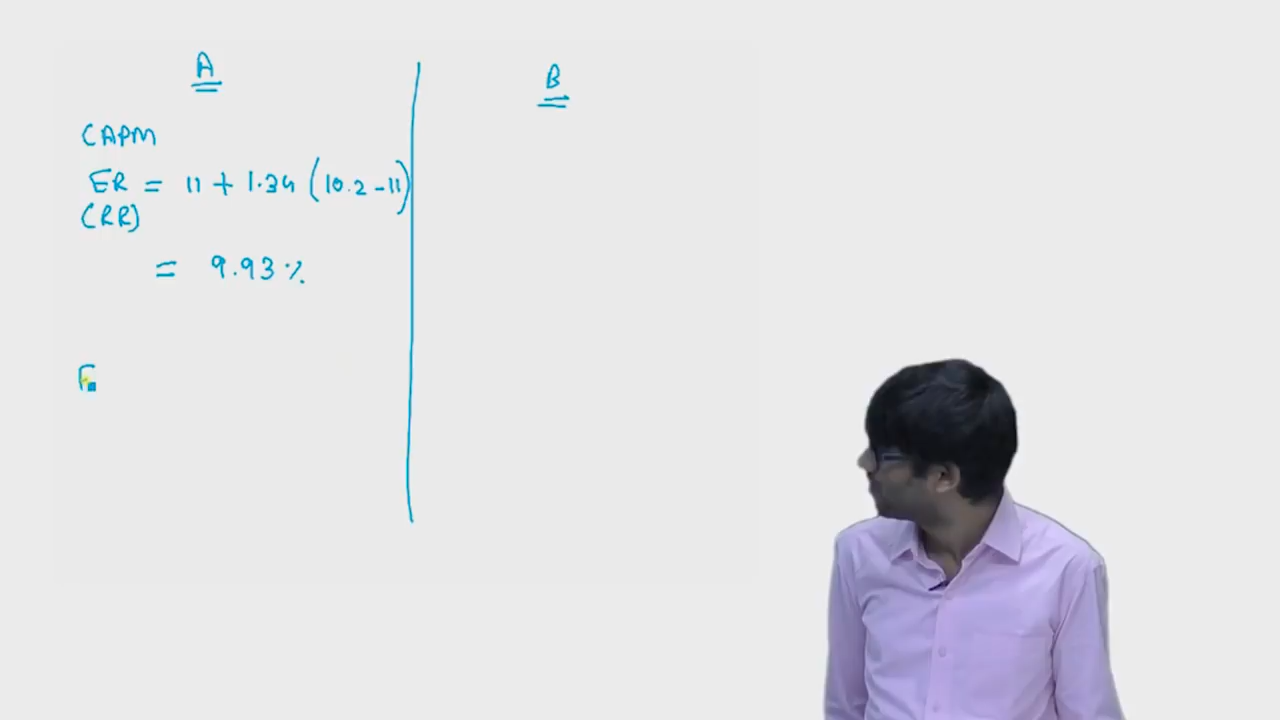 A
B
CAPM
ER = 11 + 1.34 (10.2 - 11)
(RR)
= 9.93%